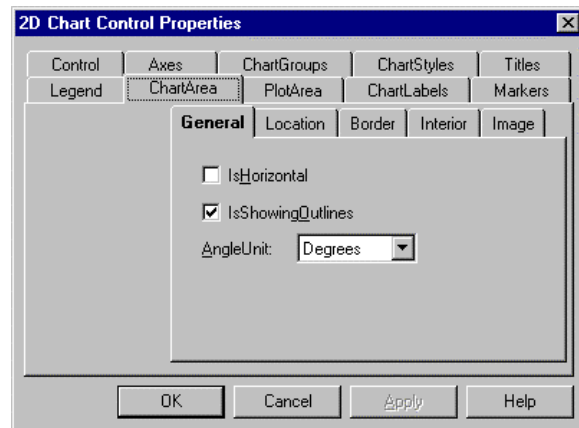 2D Chart Control Properties
Control Axes ChartGroups ChartStyles Titles
Legend ChartArea PlotArea ChartLabels Markers
General Location Border Interior Image
IsHorizontal
IsShowingOutlines
AngleUnit: Degrees
OK Cancel Apply Help